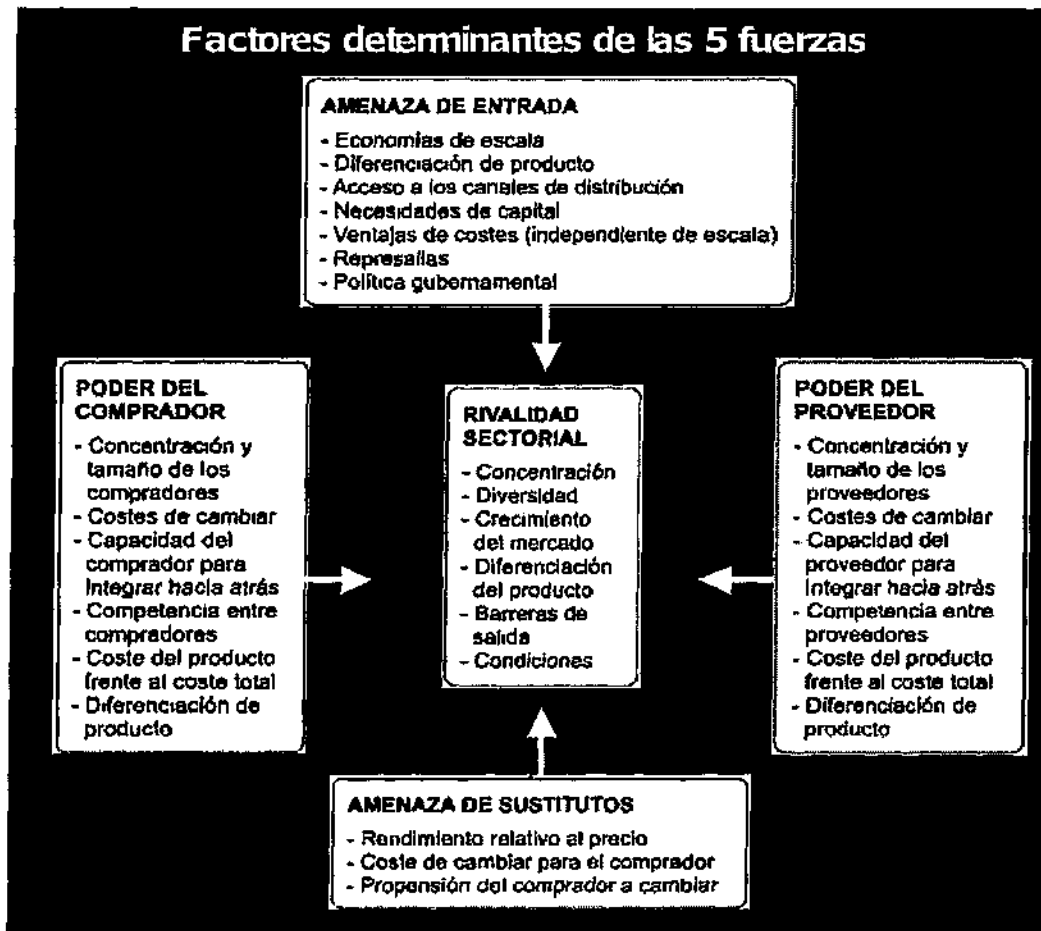 Factores determinantes de las 5 fuerzas
AMENAZA DE ENTRADA
- Economías de escala
- Diferenciación de producto
- Acceso a los canales de distribución
- Necesidades de capital
- Ventajas de costes (independiente de escala)
- Represalias
- Política gubernamental
PODER DEL
COMPRADOR
- Concentración y
tamaño de los
compradores
- Costes de cambiar
- Capacidad del
comprador para
Integrar hacia atrás
- Competencia entre
compradores
- Coste del producto
frente al coste total
- Diferenciación de
producto
RIVALIDAD
SECTORIAL
- Concentración
- Diversidad
- Crecimiento
del mercado
- Diferenciación
del producto
- Barreras de
salida
- Condiciones
PODER DEL
PROVEEDOR
- Concentración y
tamaño de los
proveedores
- Costes de cambiar
- Capacidad del
proveedor para
Integrar hacia atrás
- Competencia entre
proveedores
- Coste del producto
frente al coste total
- Diferenciación de
producto
AMENAZA DE SUSTITUTOS
- Rendimiento relativo al precio
- Coste de cambiar para el comprador
- Propensión del comprador a cambiar